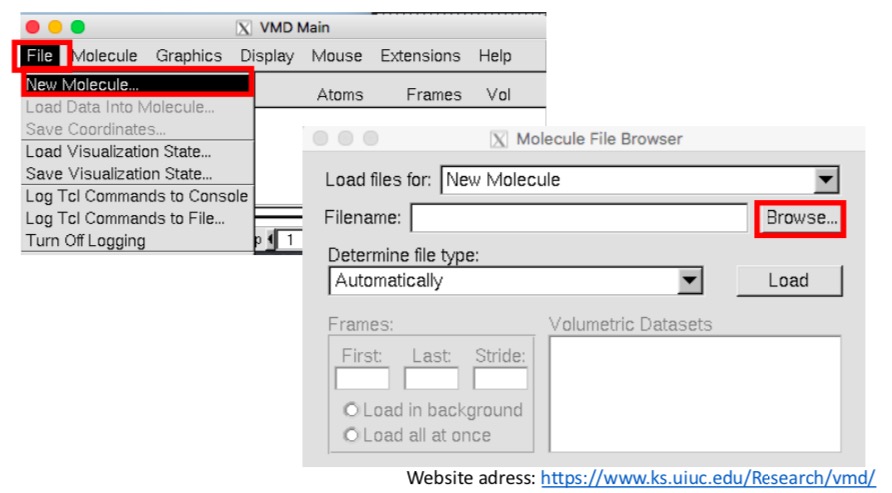 VMD Main
File Molecule Graphics Display Mouse Extensions Help
Atoms Frames Vol
New Molecule...
Load Data Into Molecule...
Save Coordinates...
Load Visualization State...
Save Visualization State...
Log Tcl Commands to Console
Log Tcl Commands to File...
Turn Off Logging
p 1
Molecule File Browser
Load files for: New Molecule
Filename: Browse...
Determine file type:
Automatically Load
Frames: Volumetric Datasets
First: Last: Stride:
Load in background
Load all at once
Website adress: https://www.ks.uiuc.edu/Research/vmd/